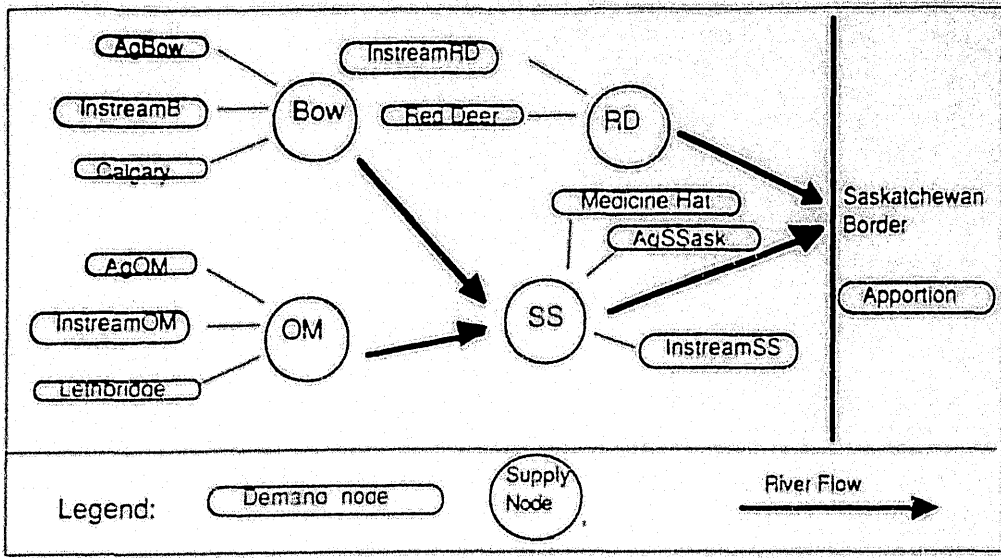 AgBow
InstreamB
Calgary
Bow
InstreamRD
Red Deer
RD
Medicine Hat
AgSSask
Saskatchewan
Border
AgOM
InstreamOM
Lethbridge
OM
SS
InstreamSS
Apportion
Legend:
Demand node
Supply
Node
River Flow